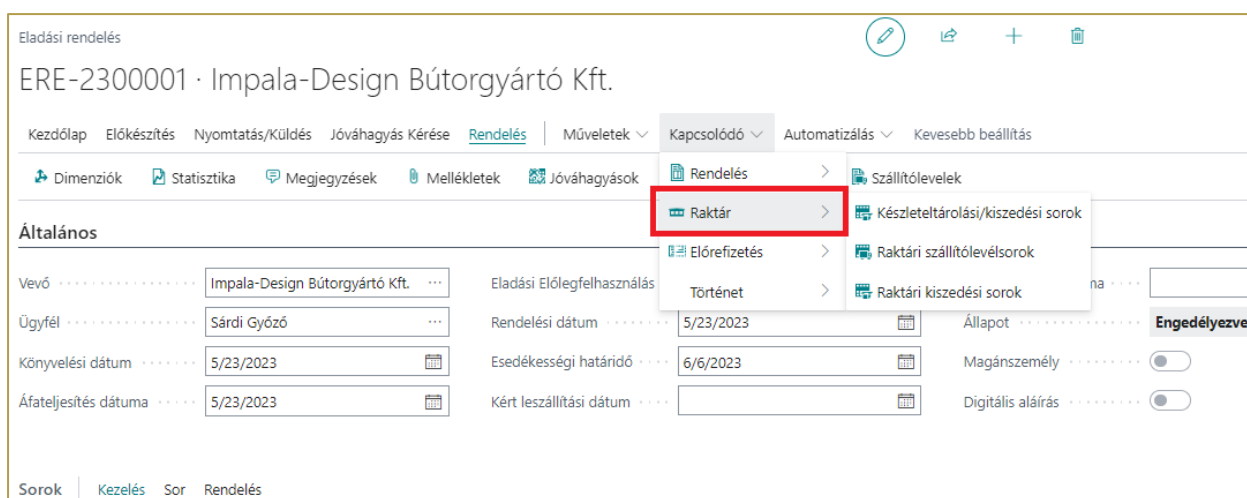 Eladási rendelés
ERE-2300001 · Impala-Design Bútorgyártó Kft.
Kezdőlap Előkészítés Nyomtatás/Küldés Jóváhagyás Kérése Rendelés Műveletek Kapcsolódó Automatizálás Kevesebb beállítás
Dimenziók Statisztika Megjegyzések Mellékletek Jóváhagyások Rendelés Szállítólevelek
Raktár Készleteltárolási/kiszedési sorok
Általános
Előrefizetés Raktári szállítólevélsorok
Történet Raktári kiszedési sorok
Vevő Impala-Design Bútorgyártó Kft. Eladási Előlegfelhasználás ma
Ügyfél Sárdi Győző Rendelési dátum 5/23/2023 Állapot Engedélyezve
Könyvelési dátum 5/23/2023 Esedékességi határidő 6/6/2023 Magánszemély
Áfateljesítés dátuma 5/23/2023 Kért leszállítási dátum Digitális aláírás
Sorok Kezelés Sor Rendelés